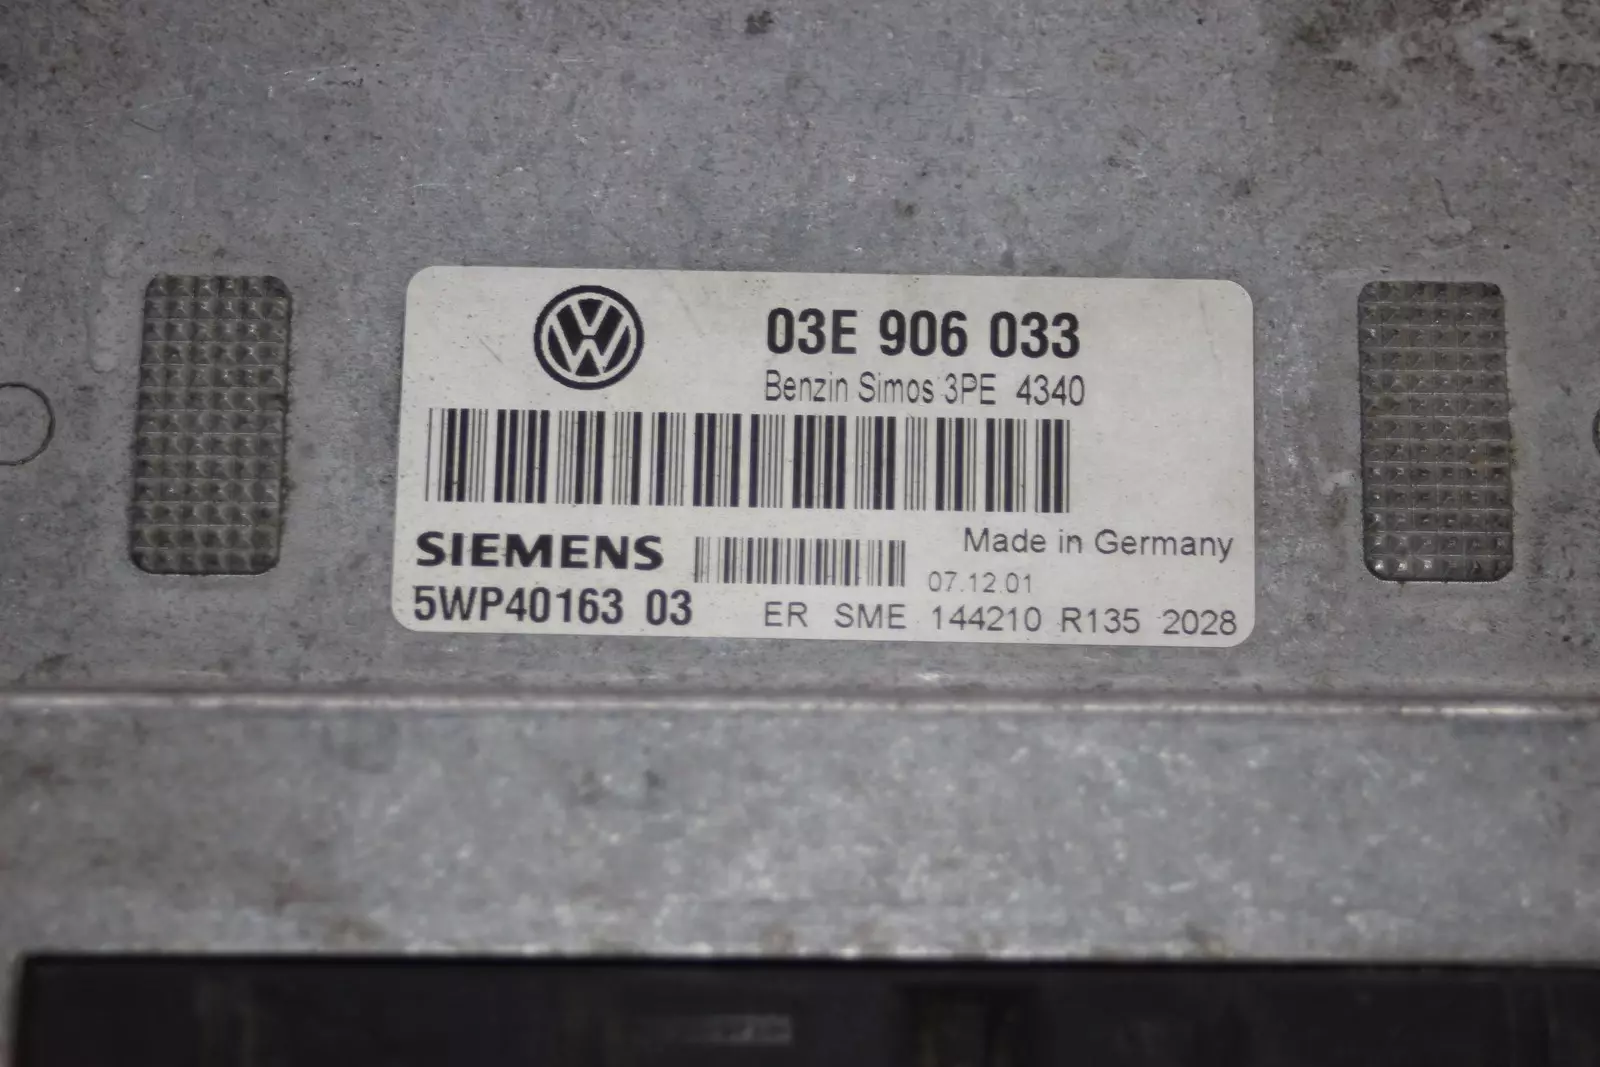 03E 906 033
Benzin Simos 3PE 4340
SIEMENS
Made in Germany
07.12.01
5WP40163 03
ER SME 144210 R135 2028